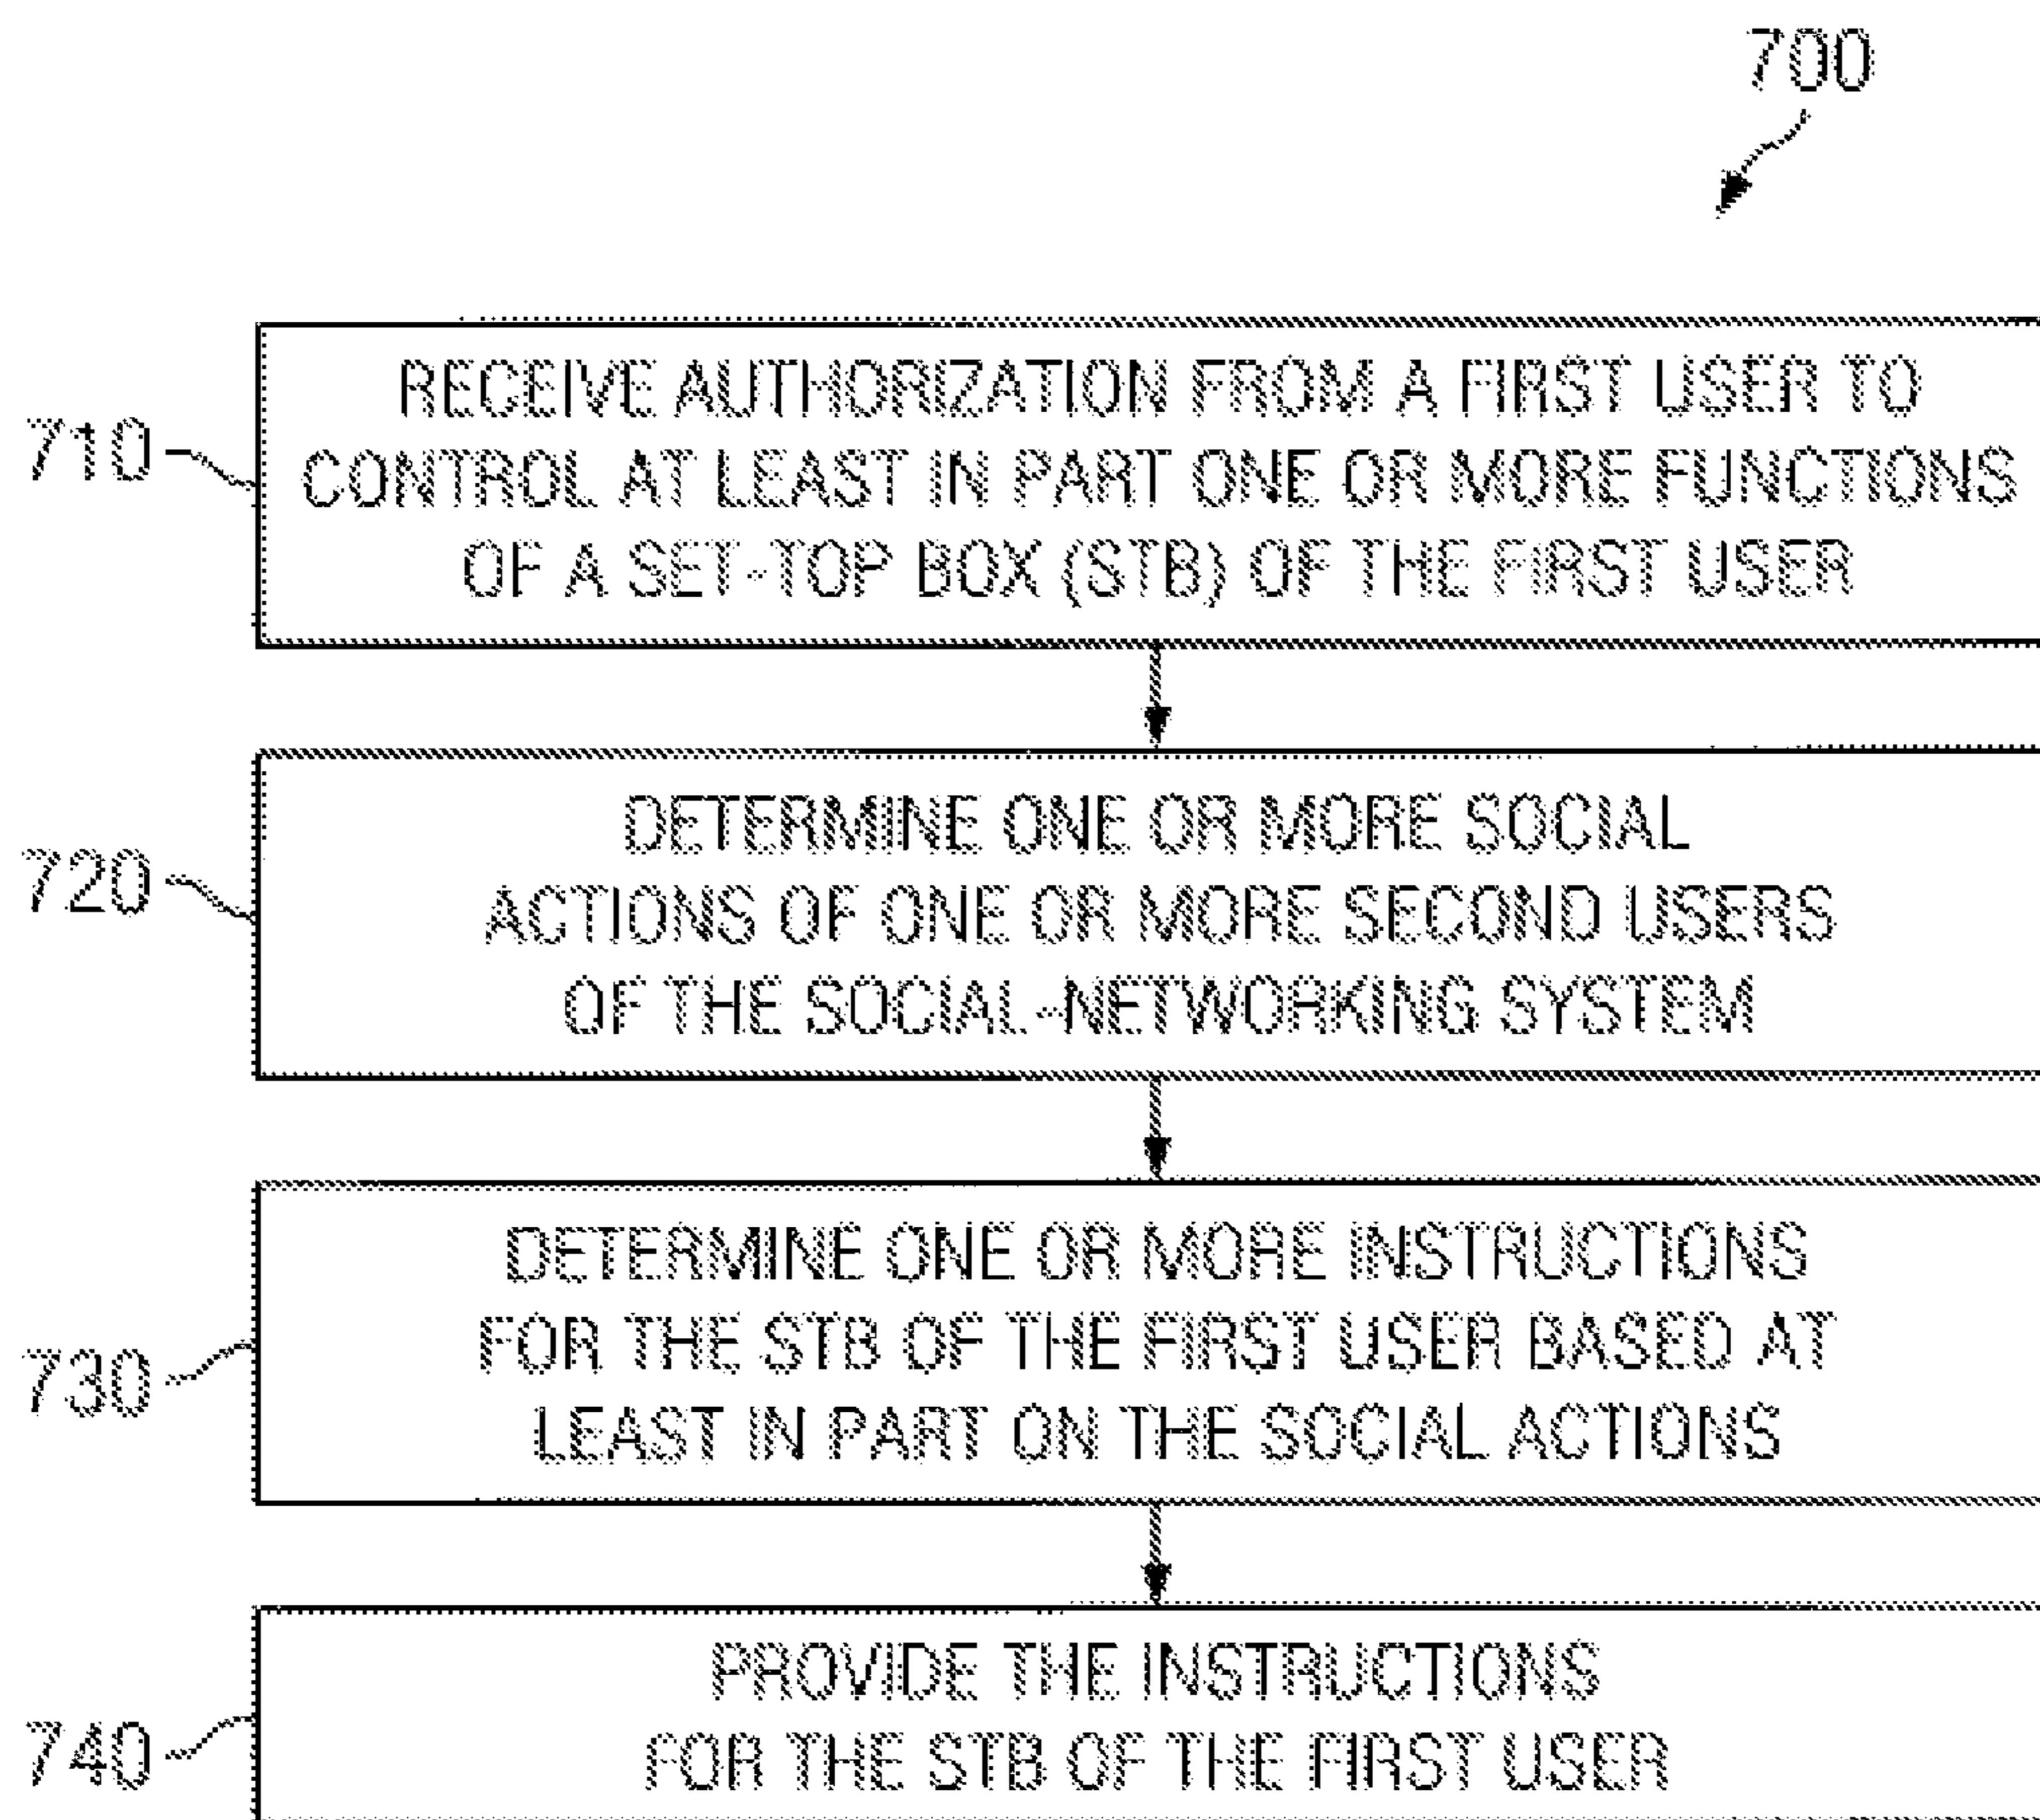 700
710
RECEIVE AUTHORIZATION FROM A FIRST USER TO
CONTROL AT LEAST IN PART ONE OR MORE FUNCTIONS
OF A SET-TOP BOX (STB) OF THE FIRST USER
720
DETERMINE ONE OR MORE SOCIAL
ACTIONS OF ONE OR MORE SECOND USERS
OF THE SOCIAL-NETWORKING SYSTEM
730
DETERMINE ONE OR MORE INSTRUCTIONS
FOR THE STB OF THE FIRST USER BASED AT
LEAST IN PART ON THE SOCIAL ACTIONS
740
PROVIDE THE INSTRUCTIONS
FOR THE STB OF THE FIRST USER